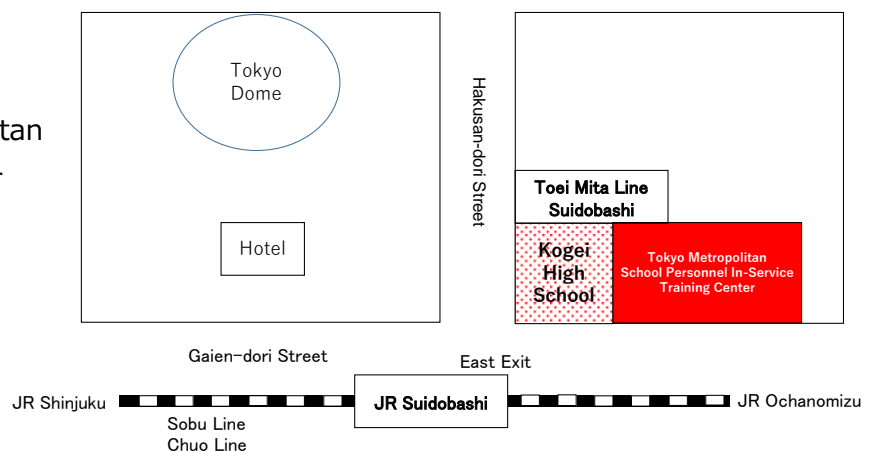 tan
Tokyo
Dome
Hotel
Hakusan-dori Street
Toei Mita Line
Suidobashi
Kogei
High
School
Tokyo Metropolitan
School Personnel In-Service
Training Center
Gaien-dori Street
East Exit
JR Shinjuku
JR Suidobashi
JR Ochanomizu
Sobu Line
Chuo Line